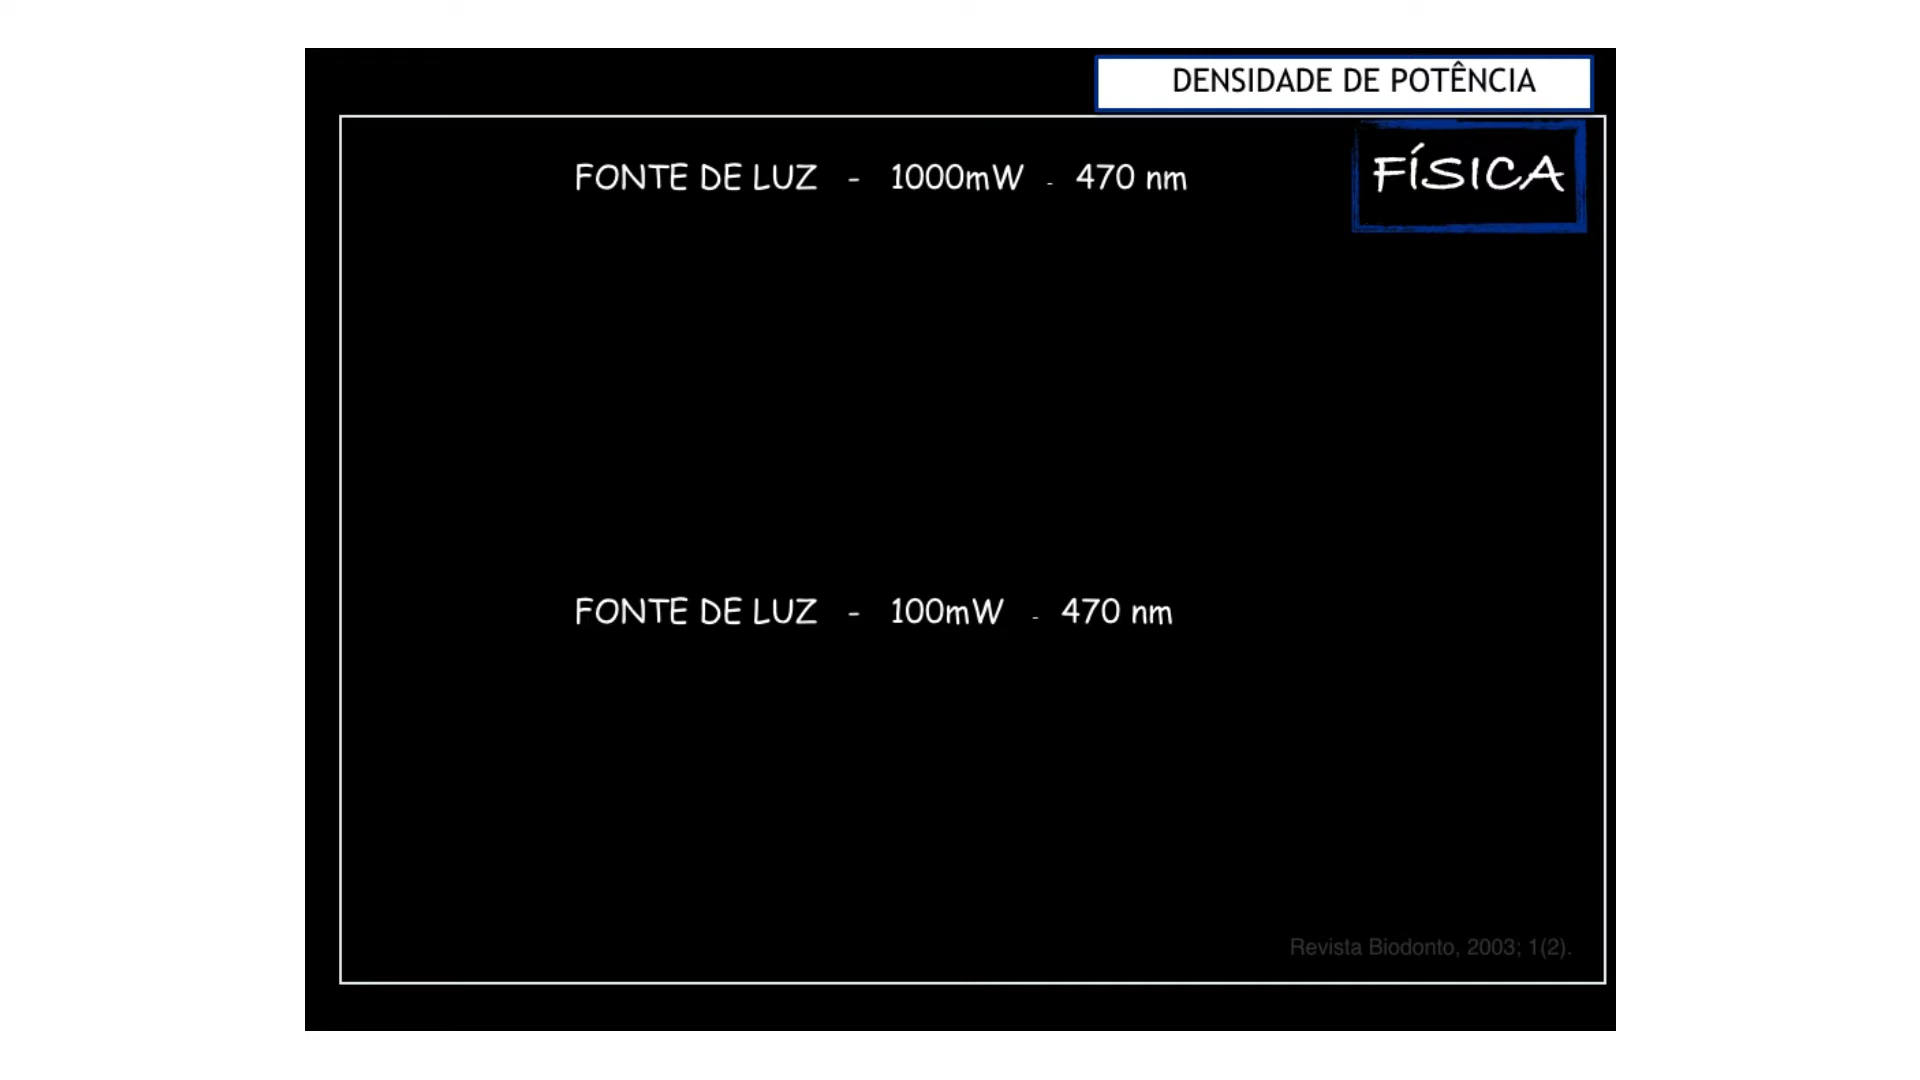 DENSIDADE DE POTÊNCIA
FÍSICA
FONTE DE LUZ - 1000mW - 470 nm
FONTE DE LUZ - 100mW - 470 nm
Revista Biodonto, 2003; 1(2).